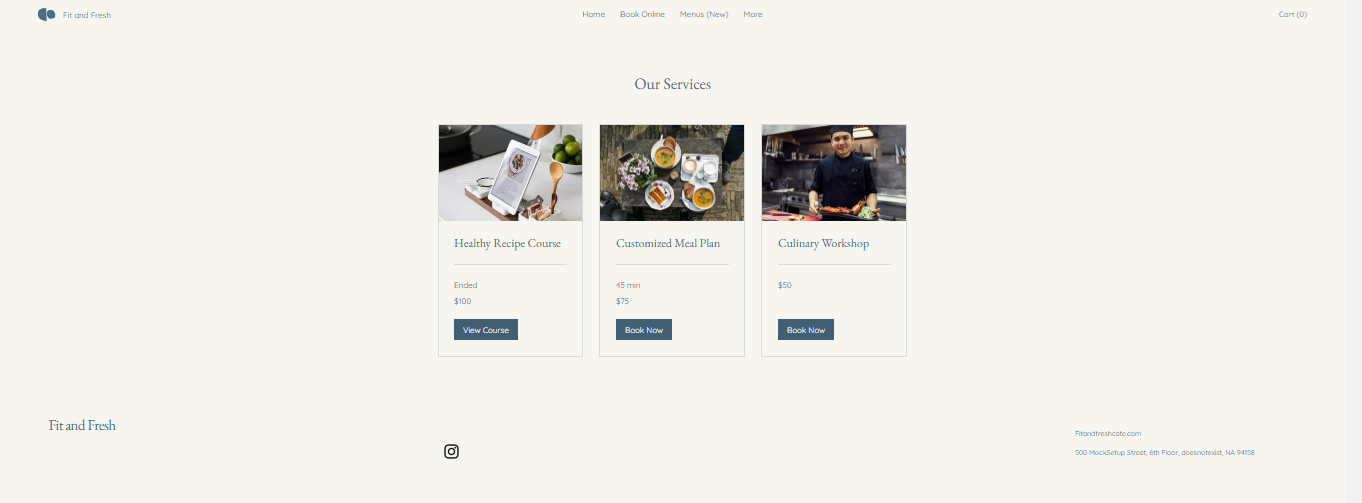 Fit and Fresh
Home Book Online Menus (New) More
Cart (0)
Our Services
Healthy Recipe Course
Ended
$100
View Course
Customized Meal Plan
45 min
$75
Book Now
Culinary Workshop
$50
Book Now
Fit and Fresh
Fitandfreshcafe.com
500 MockSetup Street, 6th Floor, doesnotexist, NA 94158